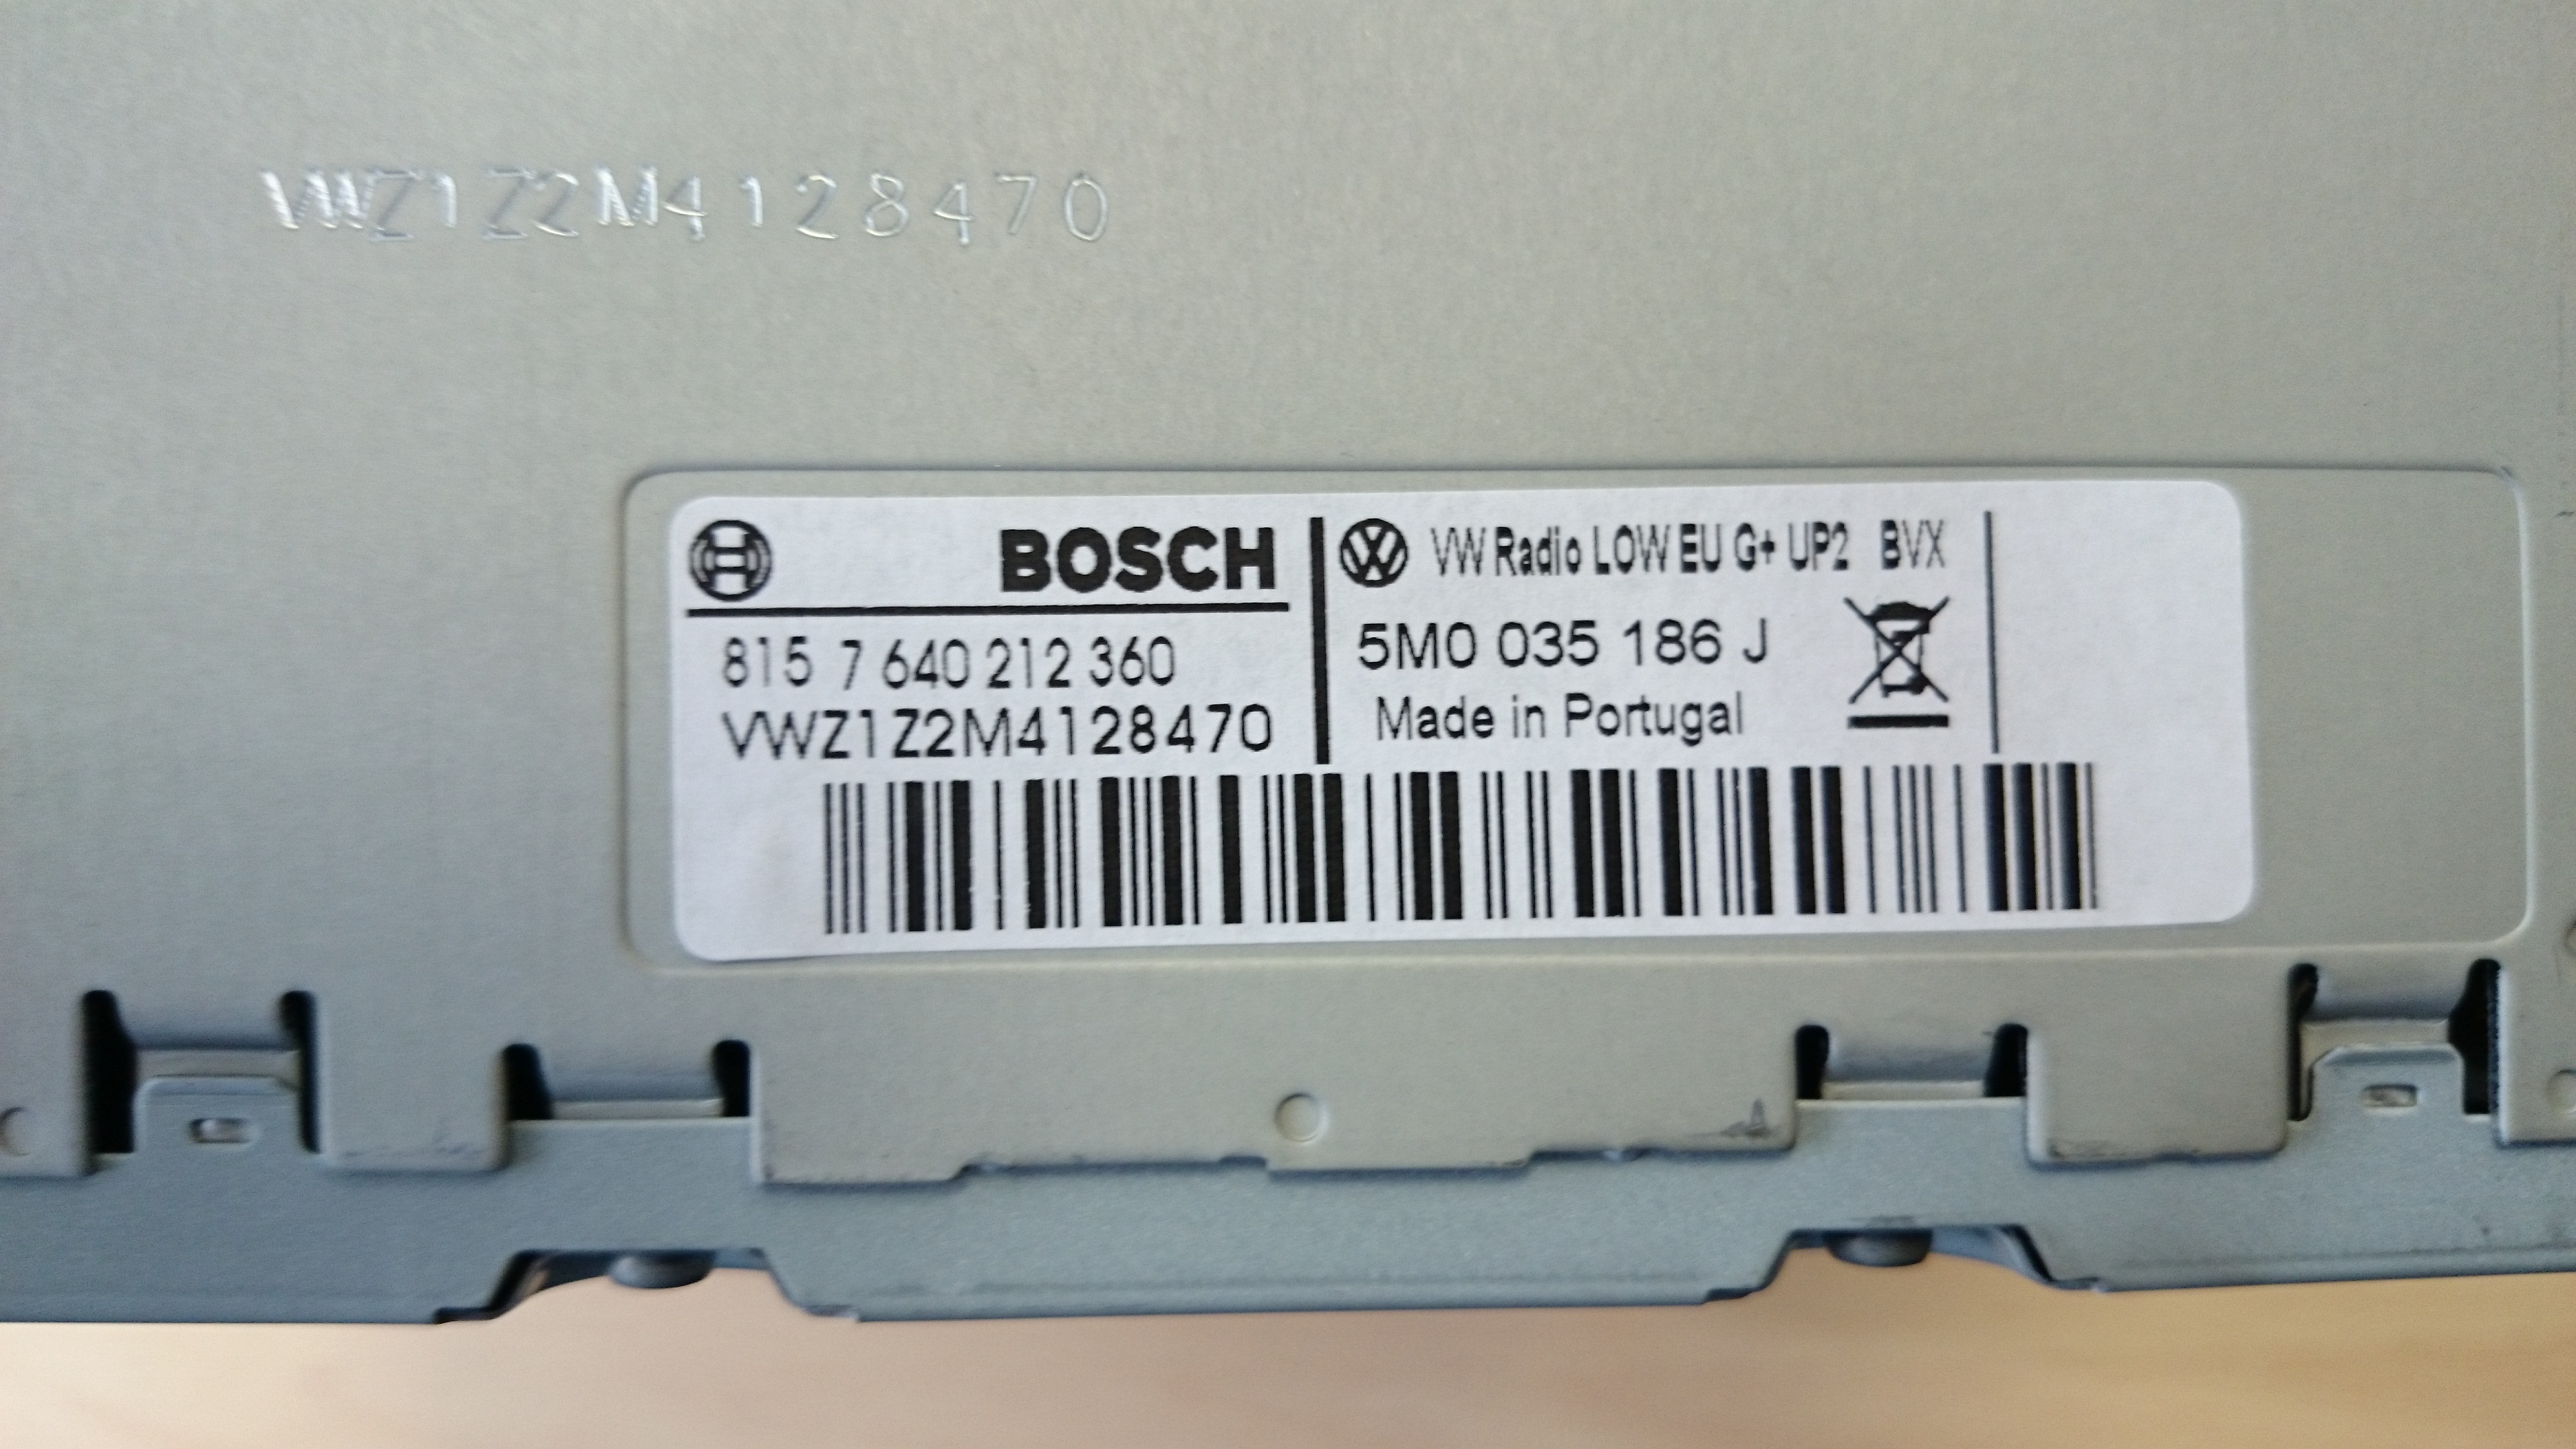 VWZ1Z2M4128470
BOSCH
VW Radio LOW EU G+ UP2 BVX
815 7 640 212 360
5M0 035 186 J
VWZ1Z2M4128470
Made in Portugal